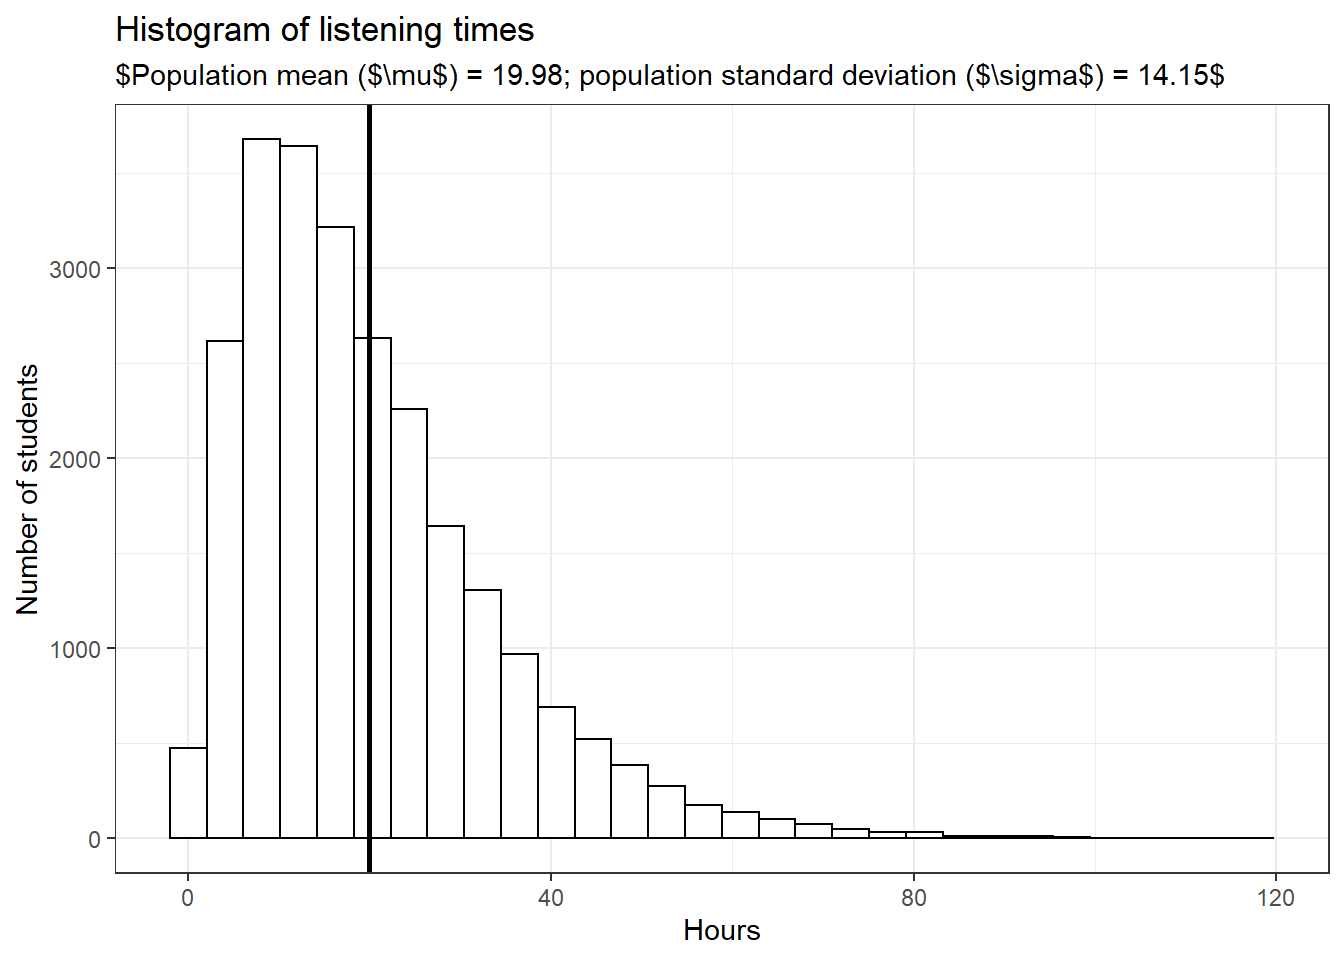 Histogram of listening times
$Population mean ($\mu$) = 19.98; population standard deviation ($\sigma$) = 14.15$
Number of students
3000
2000
1000
0
0 40 80 120
Hours